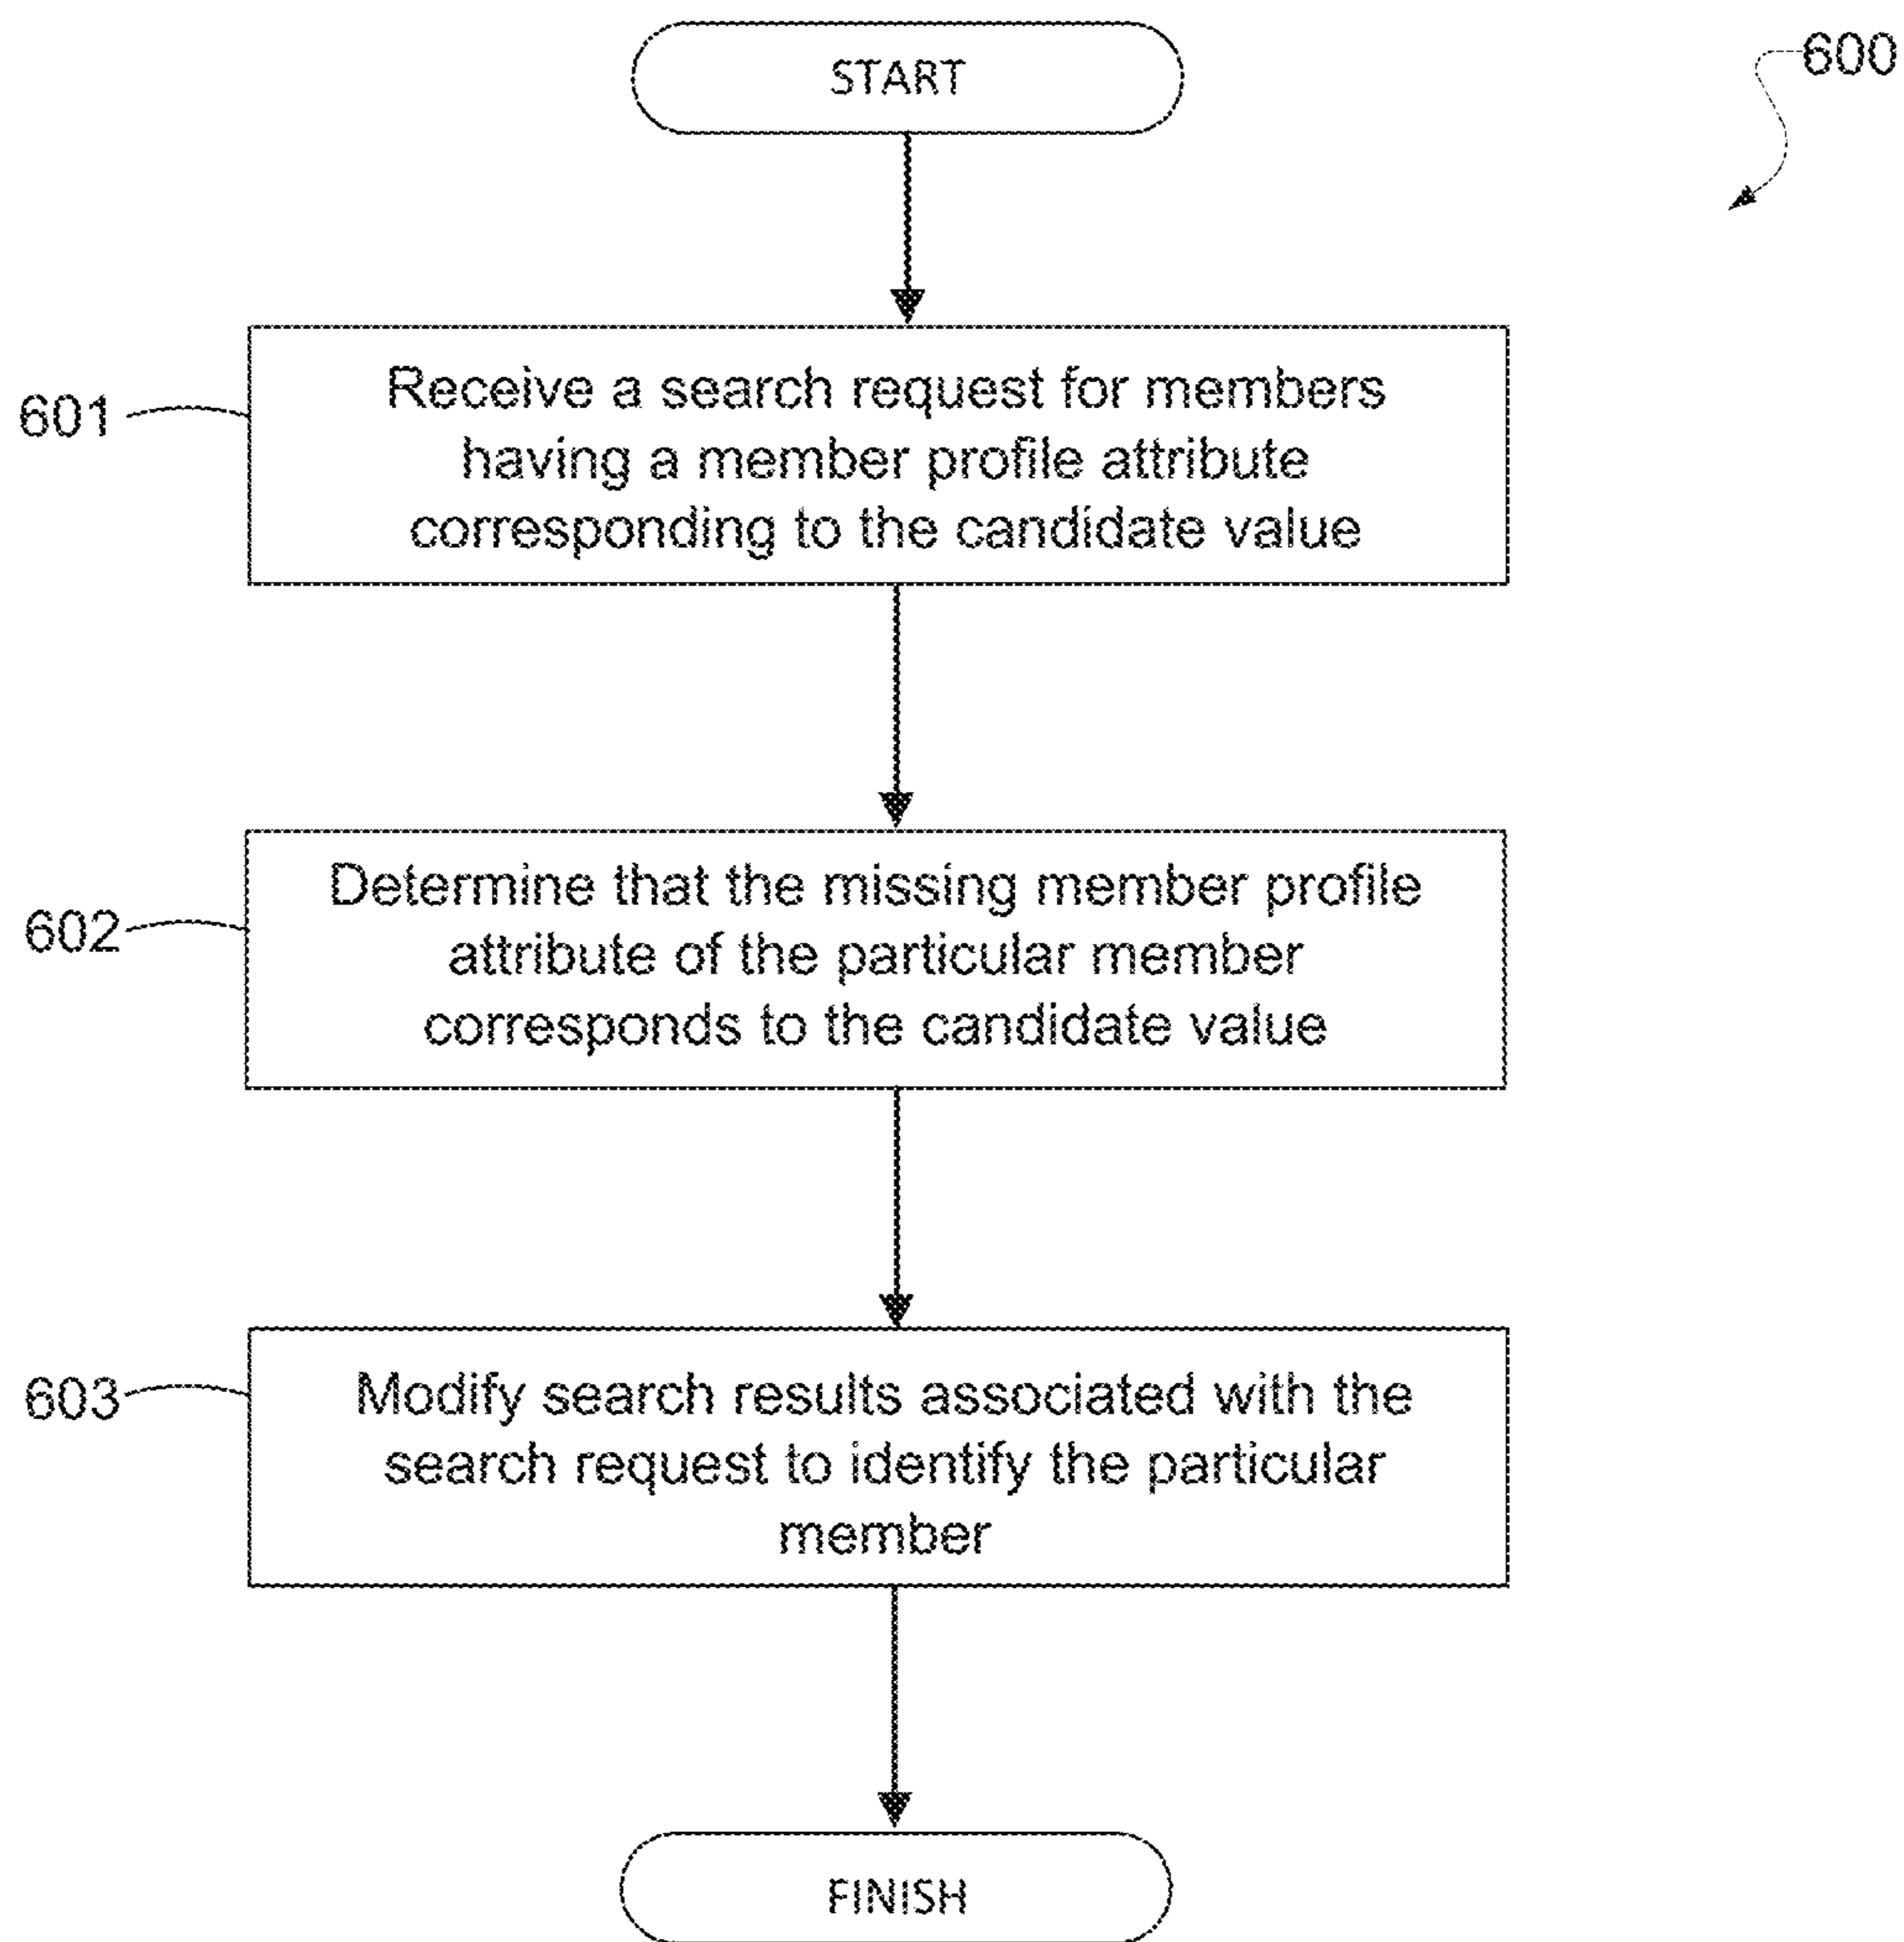 START
600
601
Receive a search request for members
having a member profile attribute
corresponding to the candidate value
602
Determine that the missing member profile
attribute of the particular member
corresponds to the candidate value
603
Modify search results associated with the
search request to identify the particular
member
FINISH